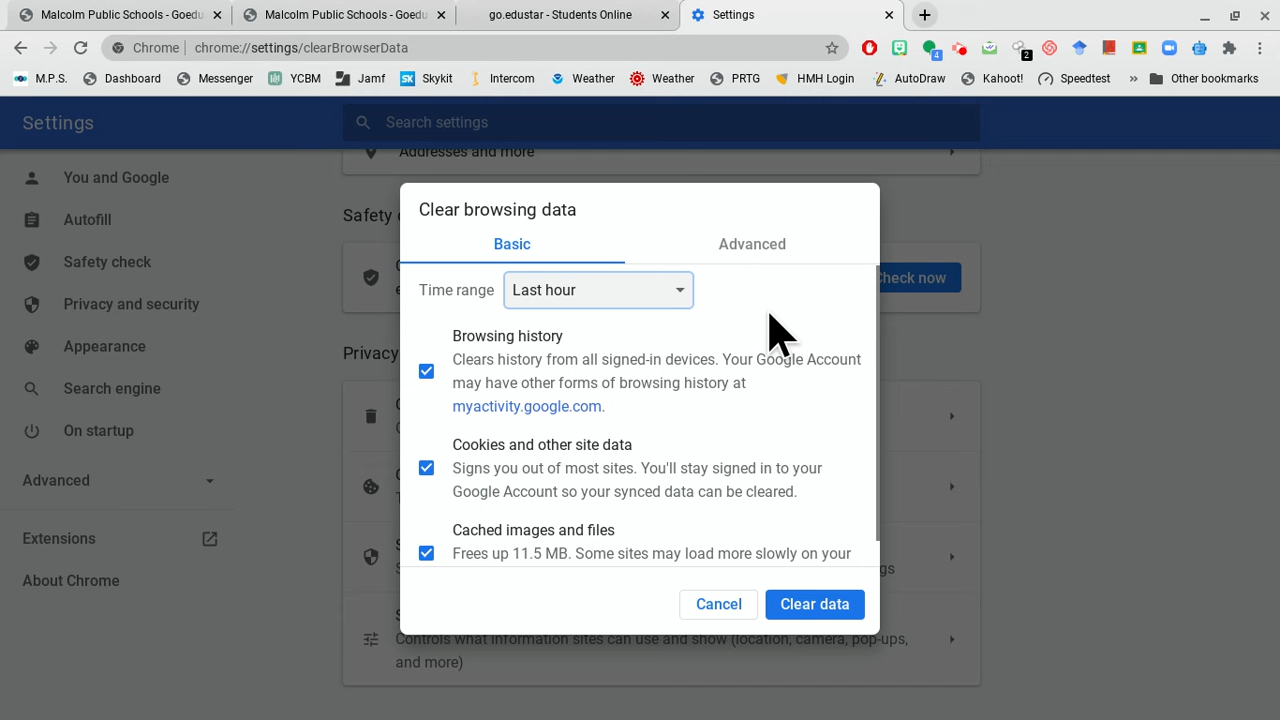 Malcolm Public Schools - Goedu
Malcolm Public Schools - Goedu
go.edustar - Students Online
Settings
Chrome
chrome://settings/clearBrowserData
4
2
M.P.S.
Dashboard
Messenger
YCBM
Jamf
Skykit
Intercom
Weather
Weather
PRTG
HMH Login
AutoDraw
Kahoot!
Speedtest
»
Other bookmarks
Settings
Search settings
You and Google
Autofill
Safety check
Privacy and security
Appearance
Search engine
On startup
Advanced
Extensions
About Chrome
Addresses and more
Safety c
Check now
Privacy
Clear browsing data
Basic
Advanced
Time range
Last hour
Browsing history
Clears history from all signed-in devices. Your Google Account
may have other forms of browsing history at
myactivity.google.com.
Cookies and other site data
Signs you out of most sites. You'll stay signed in to your
Google Account so your synced data can be cleared.
Cached images and files
Frees up 11.5 MB. Some sites may load more slowly on your
gs
Cancel
Clear data
Controls what information sites can use and show (location, camera, pop-ups,
and more)